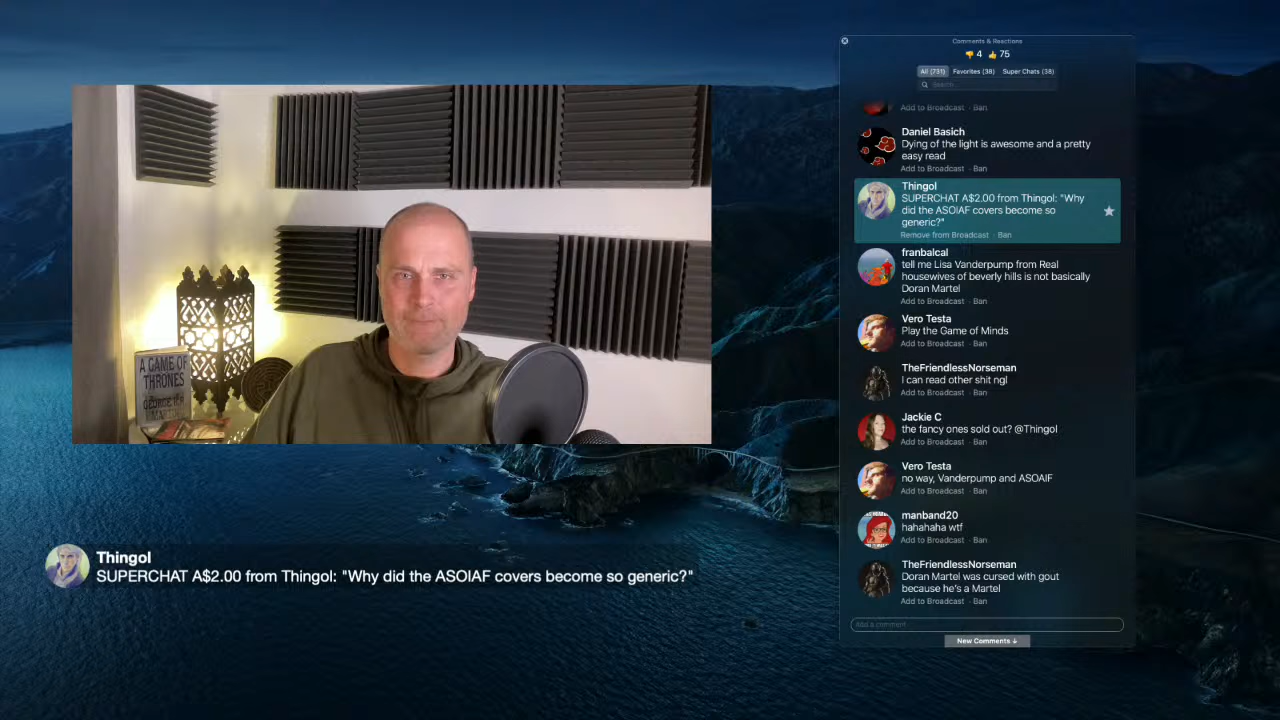 Comments & Reactions
4 75
All (731) Favorites (38) Super Chats (38)
Search...
Add to Broadcast · Ban
Daniel Basich
Dying of the light is awesome and a pretty
easy read
Add to Broadcast · Ban
Thingol
SUPERCHAT A$2.00 from Thingol: "Why
did the ASOIAF covers become so
generic?"
Remove from Broadcast · Ban
franbalcal
tell me Lisa Vanderpump from Real
housewives of beverly hills is not basically
Doran Martel
Add to Broadcast · Ban
Vero Testa
Play the Game of Minds
Add to Broadcast · Ban
TheFriendlessNorseman
I can read other shit ngl
Add to Broadcast · Ban
Jackie C
the fancy ones sold out? @Thingol
Add to Broadcast · Ban
Vero Testa
no way, Vanderpump and ASOAIF
Add to Broadcast · Ban
manband20
hahahaha wtf
Add to Broadcast · Ban
TheFriendlessNorseman
Doran Martel was cursed with gout
because he's a Martel
Add to Broadcast · Ban
Add a comment
New Comments ↓
A GAME OF
THRONES
GEORGE R.R.
Thingol
SUPERCHAT A$2.00 from Thingol: "Why did the ASOIAF covers become so generic?"